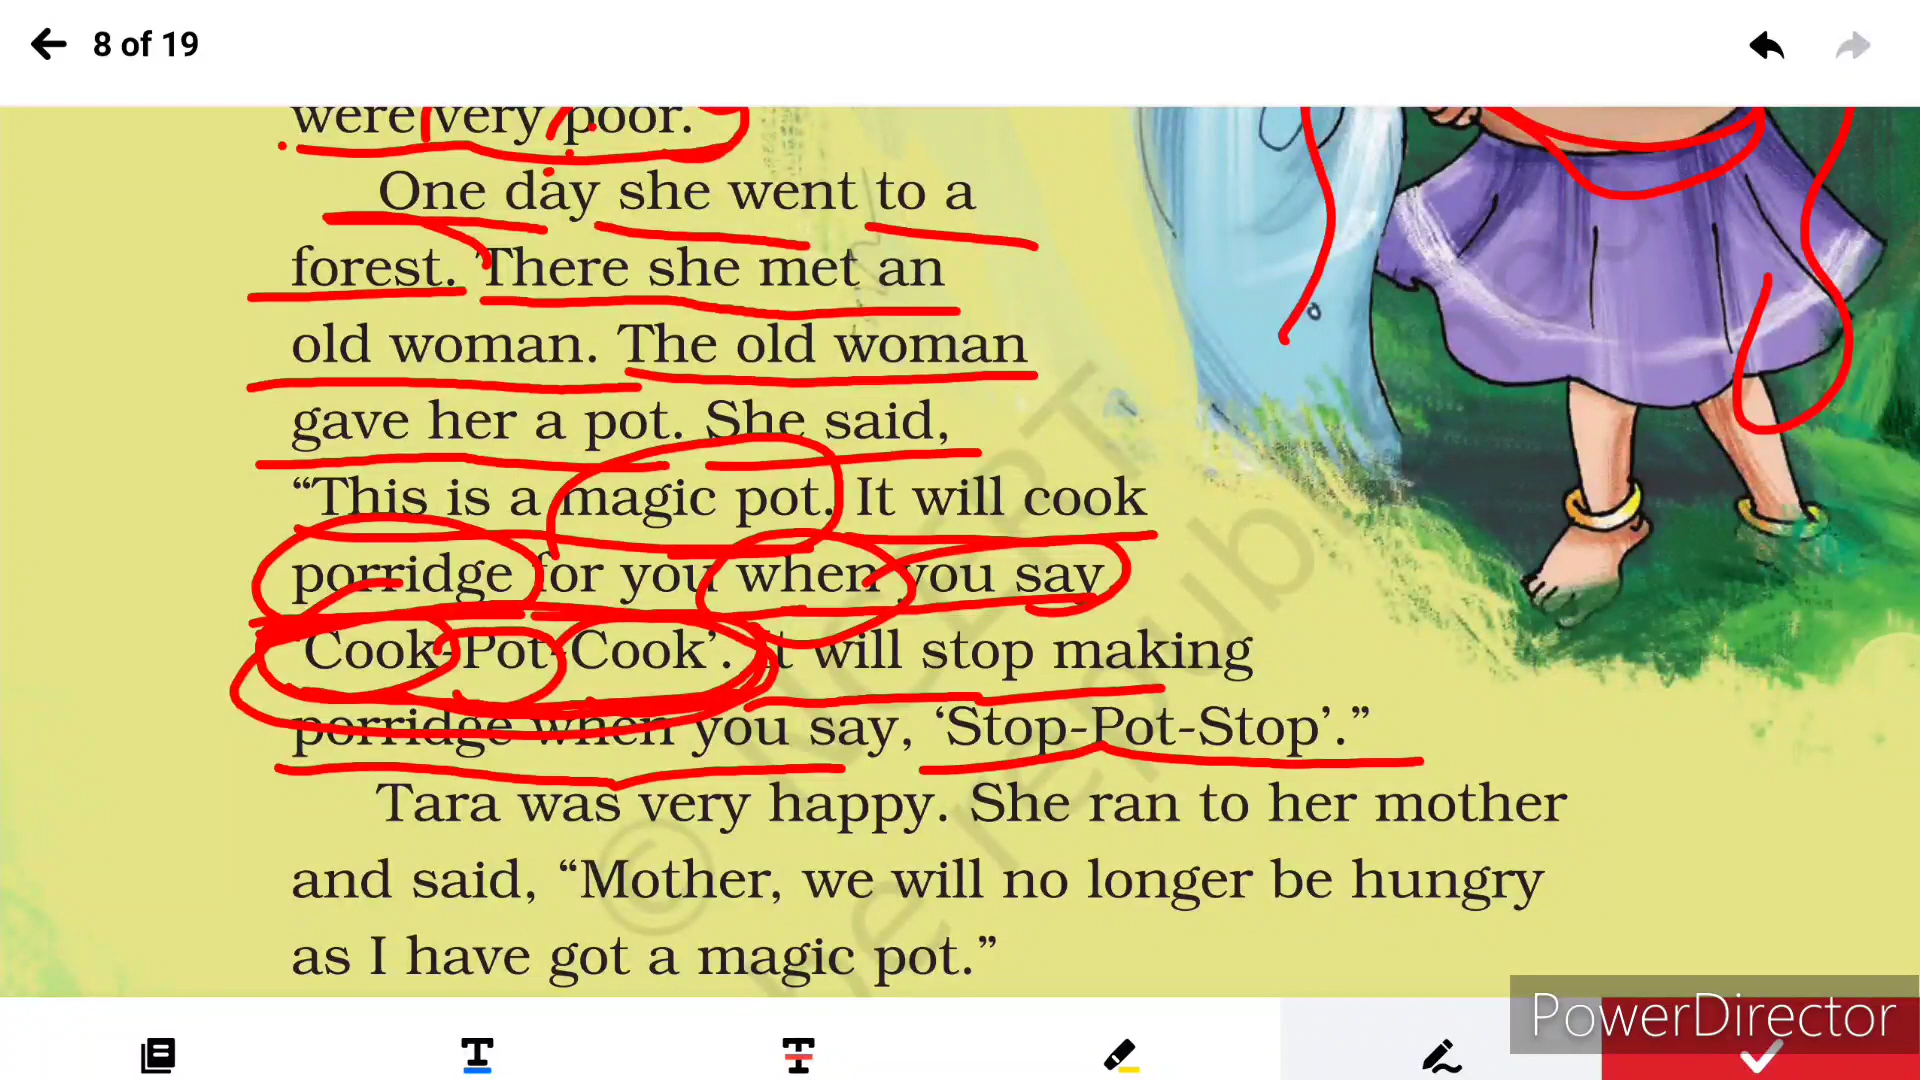 8 of 19
were very poor.
One day she went to a
forest. There she met an
old woman. The old woman
gave her a pot. She said,
“This is a magic pot. It will cook
porridge for you when you say,
‘Cook-Pot-Cook’. It will stop making
porridge when you say, ‘Stop-Pot-Stop’.”
Tara was very happy. She ran to her mother
and said, “Mother, we will no longer be hungry
as I have got a magic pot.”
© NCERT
be republ
PowerDirector